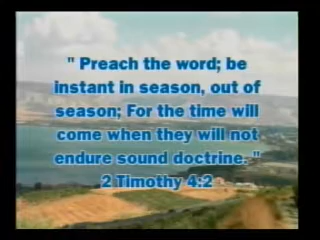 " Preach the word; be
instant in season, out of
season; For the time will
come when they will not
endure sound doctrine. "
2 Timothy 4:2